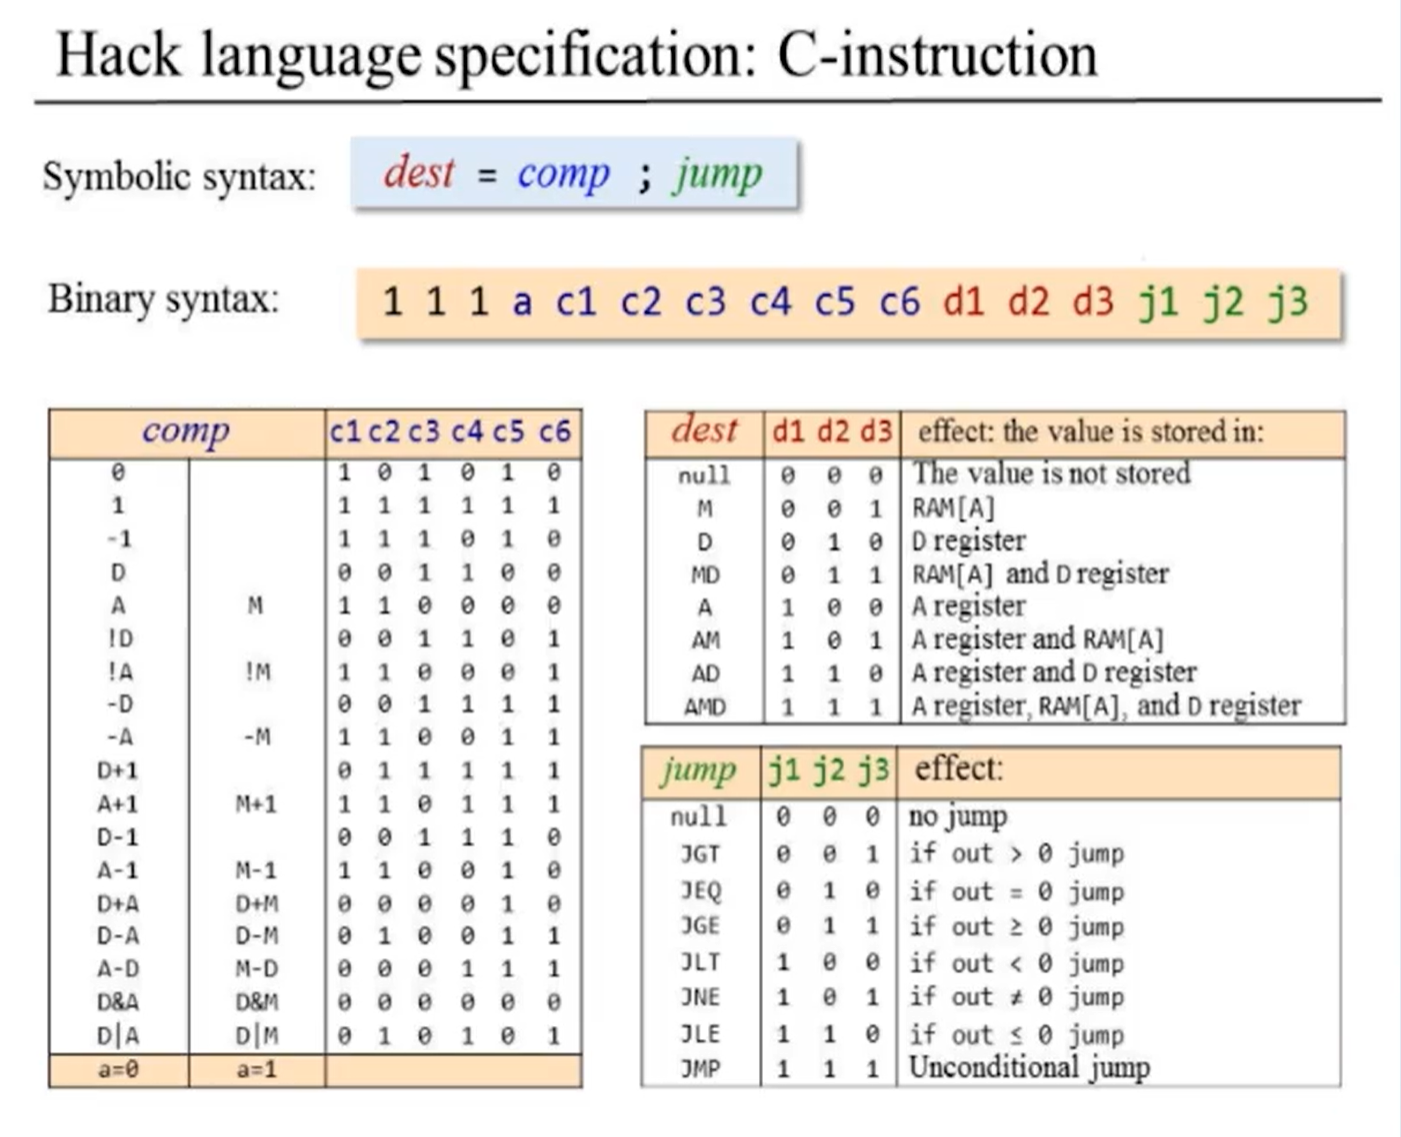 Hack language specification: C-instruction
Symbolic syntax: dest = comp ; jump
Binary syntax: 1 1 1 a c1 c2 c3 c4 c5 c6 d1 d2 d3 j1 j2 j3
comp c1 c2 c3 c4 c5 c6
0 1 0 1 0 1 0
1 1 1 1 1 1 1
-1 1 1 1 0 1 0
D 0 0 1 1 0 0
A M 1 1 0 0 0 0
!D 0 0 1 1 0 1
!A !M 1 1 0 0 0 1
-D 0 0 1 1 1 1
-A -M 1 1 0 0 1 1
D+1 0 1 1 1 1 1
A+1 M+1 1 1 0 1 1 1
D-1 0 0 1 1 1 0
A-1 M-1 1 1 0 0 1 0
D+A D+M 0 0 0 0 1 0
D-A D-M 0 1 0 0 1 1
A-D M-D 0 0 0 1 1 1
D&A D&M 0 0 0 0 0 0
D|A D|M 0 1 0 1 0 1
a=0 a=1
dest d1 d2 d3 effect: the value is stored in:
null 0 0 0 The value is not stored
M 0 0 1 RAM[A]
D 0 1 0 D register
MD 0 1 1 RAM[A] and D register
A 1 0 0 A register
AM 1 0 1 A register and RAM[A]
AD 1 1 0 A register and D register
AMD 1 1 1 A register, RAM[A], and D register
jump j1 j2 j3 effect:
null 0 0 0 no jump
JGT 0 0 1 if out > 0 jump
JEQ 0 1 0 if out = 0 jump
JGE 0 1 1 if out ≥ 0 jump
JLT 1 0 0 if out < 0 jump
JNE 1 0 1 if out ≠ 0 jump
JLE 1 1 0 if out ≤ 0 jump
JMP 1 1 1 Unconditional jump